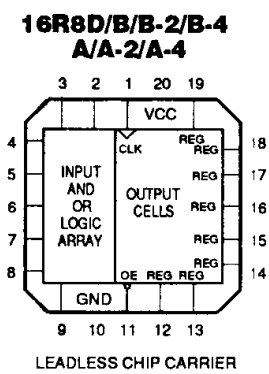 16R8D/B/B-2/B-4
A/A-2/A-4
3 2 1 20 19
VCC
4 CLK REG 18
REG
5 INPUT REG 17
AND OUTPUT
6 OR CELLS REG 16
LOGIC
7 ARRAY REG 15
REG
8 OE REG REG 14
GND
9 10 11 12 13
LEADLESS CHIP CARRIER